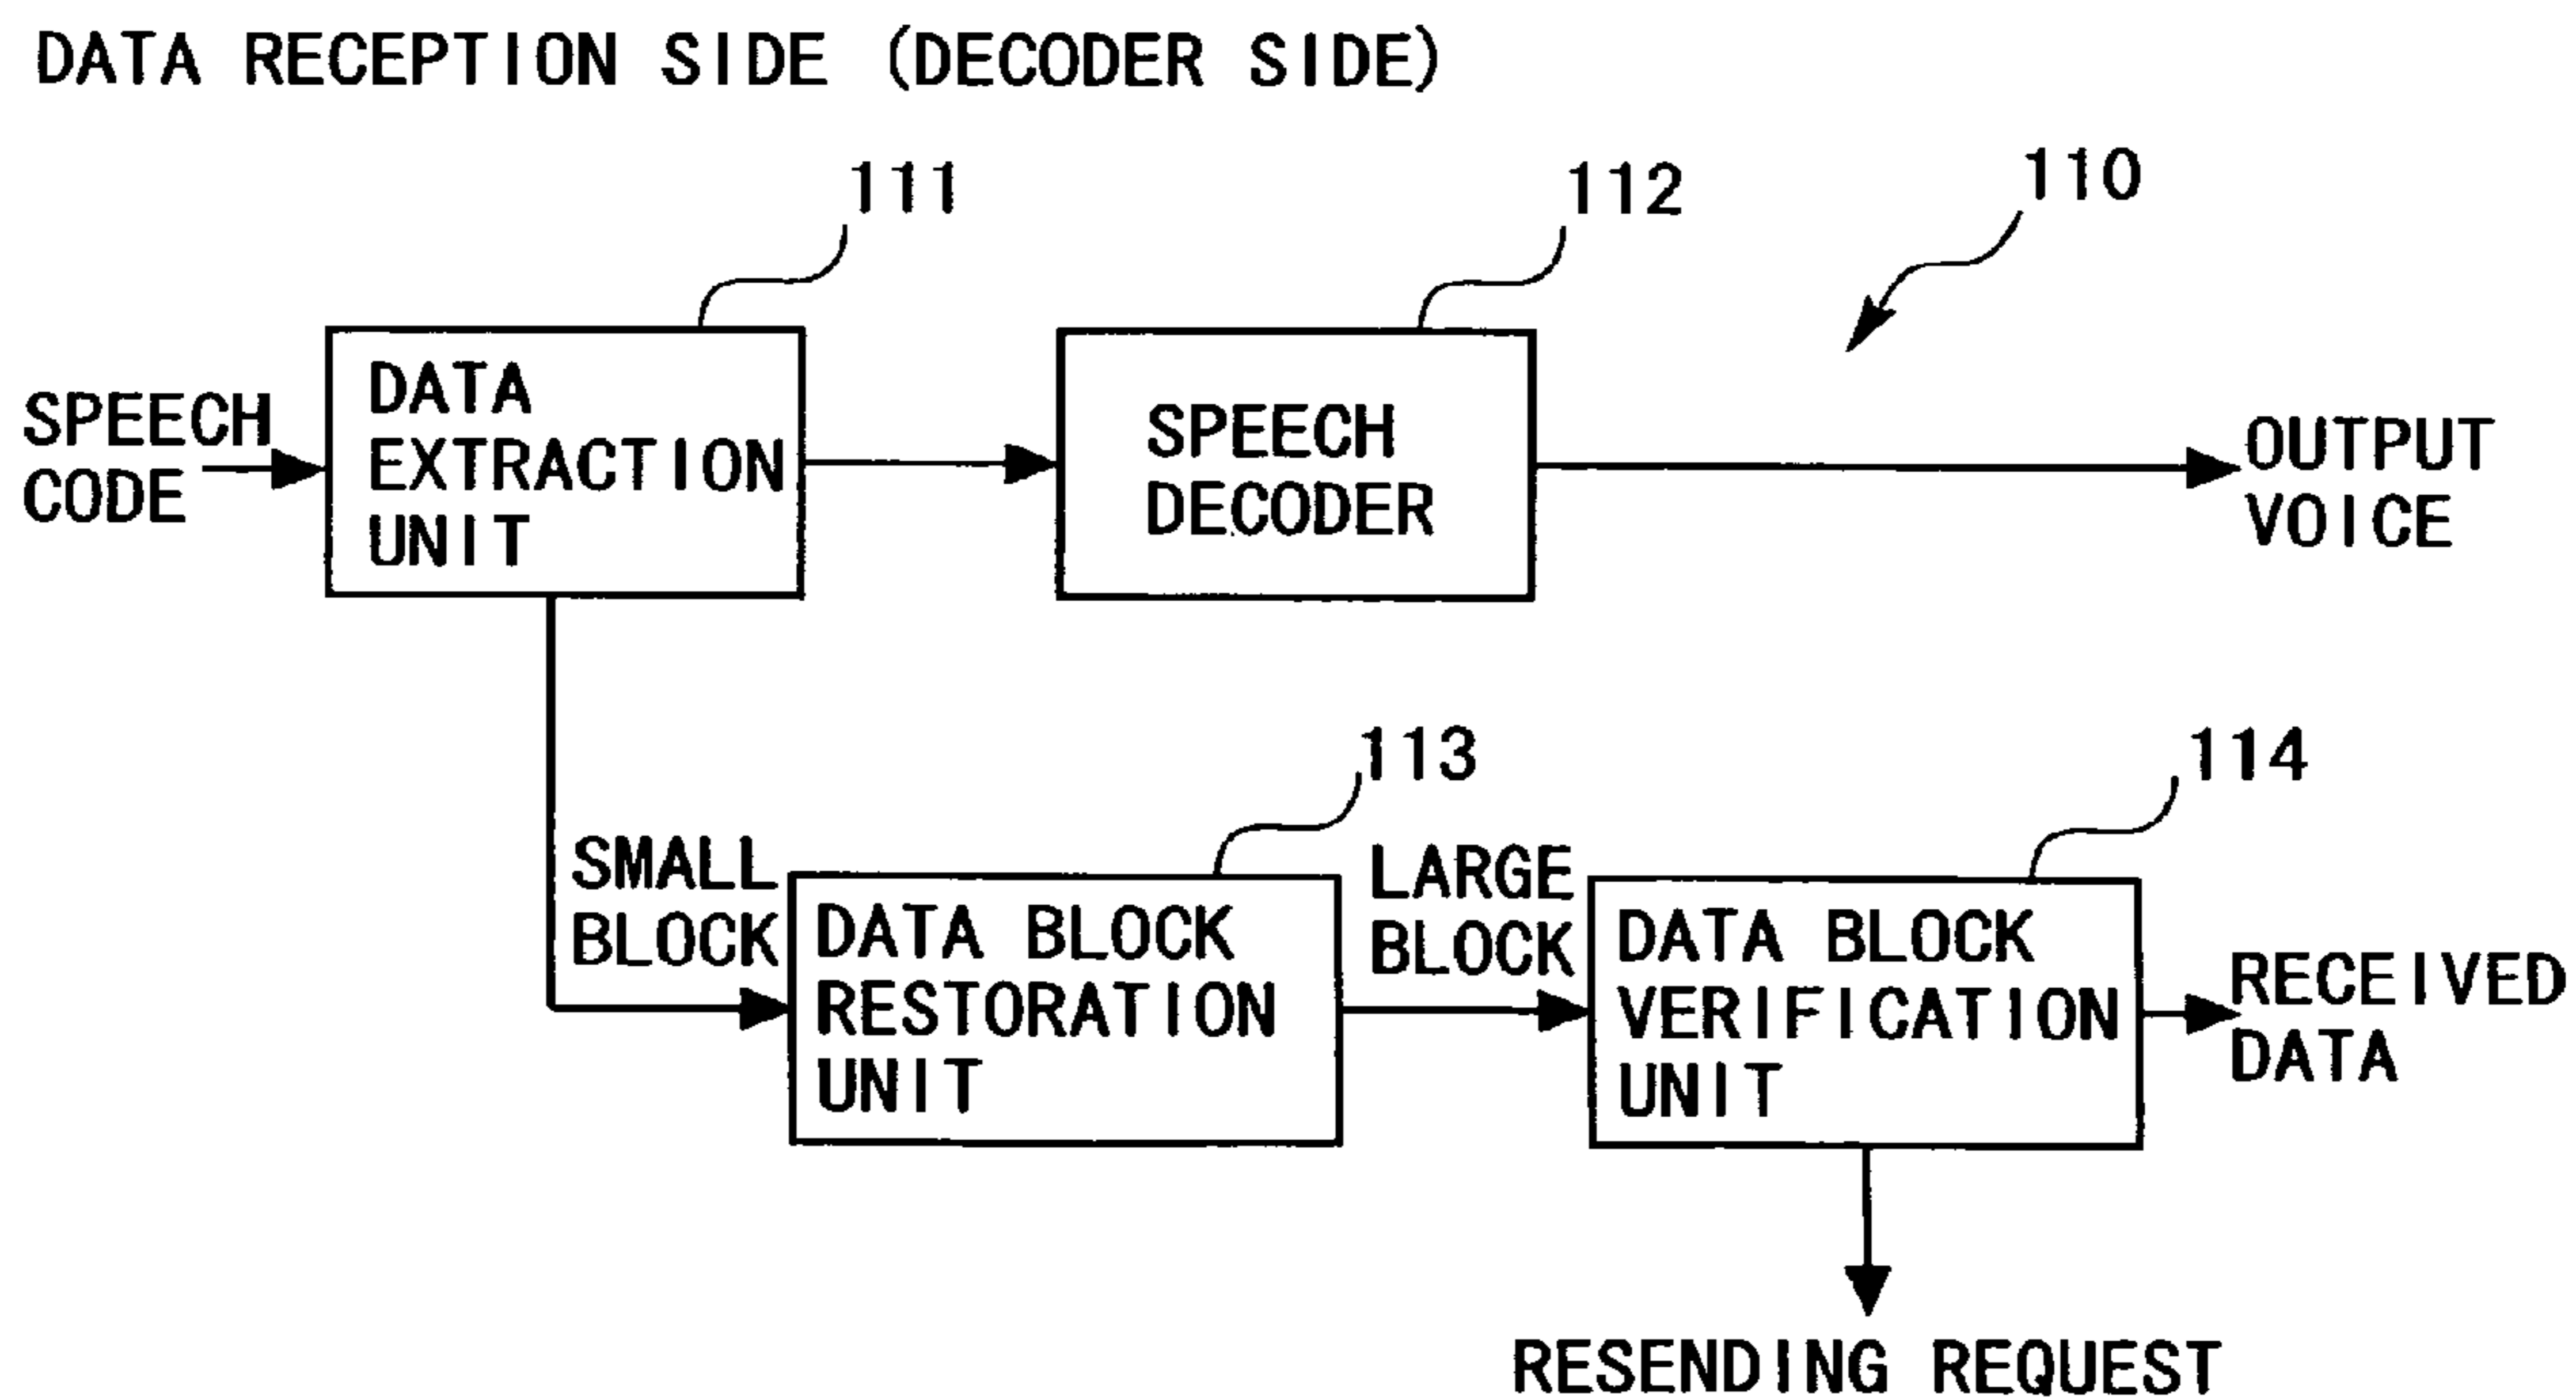 DATA RECEPTION SIDE (DECODER SIDE)
111
112
110
SPEECH
CODE
DATA
EXTRACTION
UNIT
SPEECH
DECODER
OUTPUT
VOICE
113
114
SMALL
BLOCK
DATA BLOCK
RESTORATION
UNIT
LARGE
BLOCK
DATA BLOCK
VERIFICATION
UNIT
RECEIVED
DATA
RESENDING REQUEST